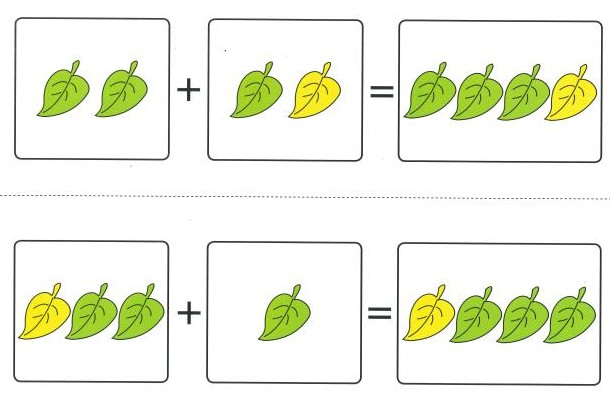 + =
+ =